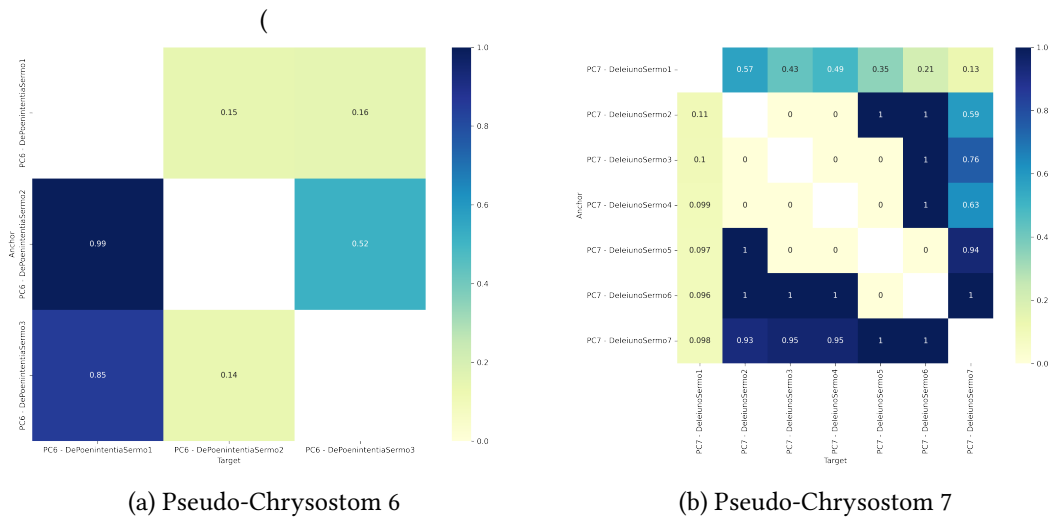 (
PC6 - DePoenintentiaSermo1
PC6 - DePoenintentiaSermo2
PC6 - DePoenintentiaSermo3
Anchor
0.15
0.16
0.99
0.52
0.85
0.14
PC6 - DePoenintentiaSermo1
PC6 - DePoenintentiaSermo2
PC6 - DePoenintentiaSermo3
Target
1.0
0.8
0.6
0.4
0.2
0.0
(a) Pseudo-Chrysostom 6
Anchor
PC7 - DeIeiunoSermo1 0.57 0.43 0.49 0.35 0.21 0.13
PC7 - DeIeiunoSermo2 0.11 0 0 1 1 0.59
PC7 - DeIeiunoSermo3 0.1 0 0 0 1 0.76
PC7 - DeIeiunoSermo4 0.099 0 0 0 1 0.63
PC7 - DeIeiunoSermo5 0.097 1 0 0 0 0.94
PC7 - DeIeiunoSermo6 0.096 1 1 1 0 1
PC7 - DeIeiunoSermo7 0.098 0.93 0.95 0.95 1 1
PC7 - DeIeiunoSermo1
PC7 - DeIeiunoSermo2
PC7 - DeIeiunoSermo3
PC7 - DeIeiunoSermo4
PC7 - DeIeiunoSermo5
PC7 - DeIeiunoSermo6
PC7 - DeIeiunoSermo7
Target
1.0
0.8
0.6
0.4
0.2
0.0
(b) Pseudo-Chrysostom 7